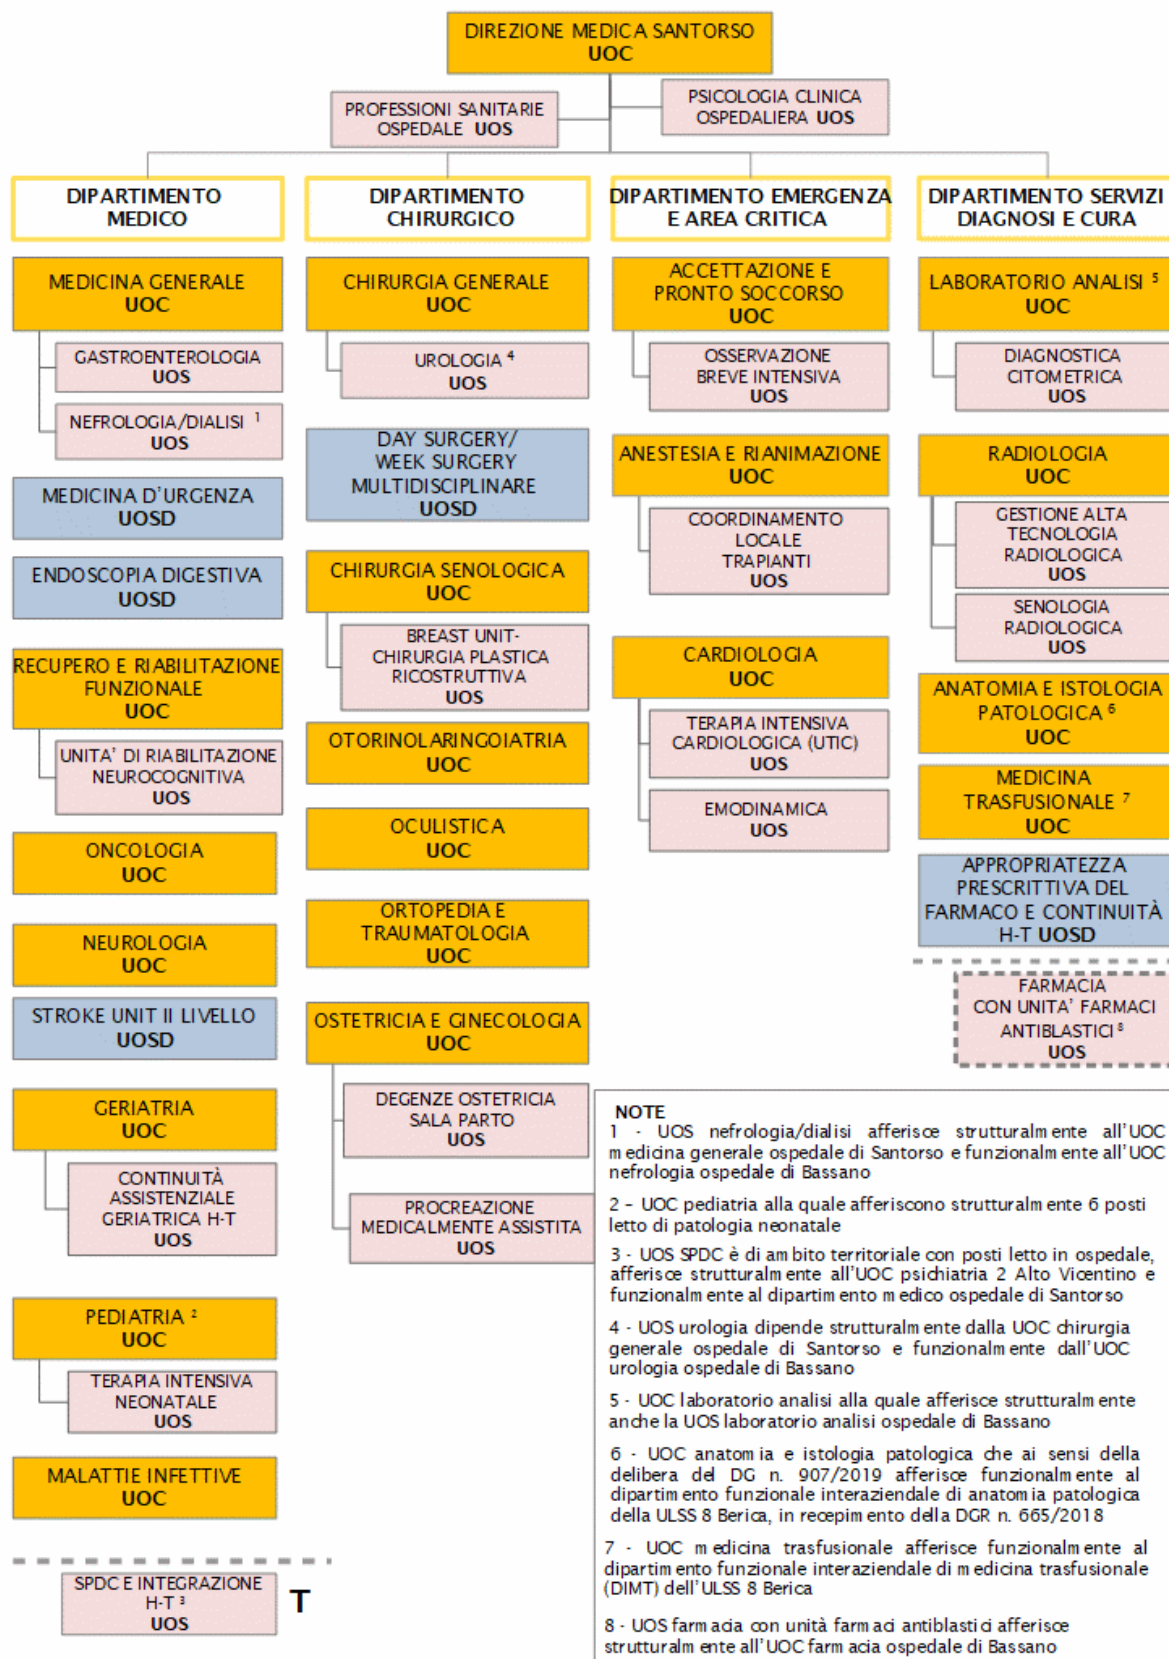 DIREZIONE MEDICA SANTORSO
UOC
PROFESSIONI SANITARIE
OSPEDALE UOS
PSICOLOGIA CLINICA
OSPEDALIERA UOS
DIPARTIMENTO
MEDICO
MEDICINA GENERALE
UOC
GASTROENTEROLOGIA
UOS
NEFROLOGIA/DIALISI 1
UOS
MEDICINA D'URGENZA
UOSD
ENDOSCOPIA DIGESTIVA
UOSD
RECUPERO E RIABILITAZIONE
FUNZIONALE
UOC
UNITA' DI RIABILITAZIONE
NEUROCOGNITIVA
UOS
ONCOLOGIA
UOC
NEUROLOGIA
UOC
STROKE UNIT II LIVELLO
UOSD
GERIATRIA
UOC
CONTINUITÀ
ASSISTENZIALE
GERIATRICA H-T
UOS
PEDIATRIA 2
UOC
TERAPIA INTENSIVA
NEONATALE
UOS
MALATTIE INFETTIVE
UOC
SPDC E INTEGRAZIONE
H-T 3
UOS
T
DIPARTIMENTO
CHIRURGICO
CHIRURGIA GENERALE
UOC
UROLOGIA 4
UOS
DAY SURGERY/
WEEK SURGERY
MULTIDISCIPLINARE
UOSD
CHIRURGIA SENOLOGICA
UOC
BREAST UNIT-
CHIRURGIA PLASTICA
RICOSTRUTTIVA
UOS
OTORINOLARINGOIATRIA
UOC
OCULISTICA
UOC
ORTOPEDIA E
TRAUMATOLOGIA
UOC
OSTETRICIA E GINECOLOGIA
UOC
DEGENZE OSTETRICIA
SALA PARTO
UOS
PROCREAZIONE
MEDICALMENTE ASSISTITA
UOS
DIPARTIMENTO EMERGENZA
E AREA CRITICA
ACCETTAZIONE E
PRONTO SOCCORSO
UOC
OSSERVAZIONE
BREVE INTENSIVA
UOS
ANESTESIA E RIANIMAZIONE
UOC
COORDINAMENTO
LOCALE
TRAPIANTI
UOS
CARDIOLOGIA
UOC
TERAPIA INTENSIVA
CARDIOLOGICA (UTIC)
UOS
EMODINAMICA
UOS
DIPARTIMENTO SERVIZI
DIAGNOSI E CURA
LABORATORIO ANALISI 5
UOC
DIAGNOSTICA
CITOMETRICA
UOS
RADIOLOGIA
UOC
GESTIONE ALTA
TECNOLOGIA
RADIOLOGICA
UOS
SENOLOGIA
RADIOLOGICA
UOS
ANATOMIA E ISTOLOGIA
PATOLOGICA 6
UOC
MEDICINA
TRASFUSIONALE 7
UOC
APPROPRIATEZZA
PRESCRITTIVA DEL
FARMACO E CONTINUITÀ
H-T UOSD
FARMACIA
CON UNITA' FARMACI
ANTIBLASTICI 8
UOS
NOTE
1 - UOS nefrologia/dialisi afferisce strutturalmente all'UOC
medicina generale ospedale di Santorso e funzionalmente all'UOC
nefrologia ospedale di Bassano
2 - UOC pediatria alla quale afferiscono strutturalmente 6 posti
letto di patologia neonatale
3 - UOS SPDC è di ambito territoriale con posti letto in ospedale,
afferisce strutturalmente all'UOC psichiatria 2 Alto Vicentino e
funzionalmente al dipartimento medico ospedale di Santorso
4 - UOS urologia dipende strutturalmente dalla UOC chirurgia
generale ospedale di Santorso e funzionalmente dall'UOC
urologia ospedale di Bassano
5 - UOC laboratorio analisi alla quale afferisce strutturalmente
anche la UOS laboratorio analisi ospedale di Bassano
6 - UOC anatomia e istologia patologica che ai sensi della
delibera del DG n. 907/2019 afferisce funzionalmente al
dipartimento funzionale interaziendale di anatomia patologica
della ULSS 8 Berica, in recepimento della DGR n. 665/2018
7 - UOC medicina trasfusionale afferisce funzionalmente al
dipartimento funzionale interaziendale di medicina trasfusionale
(DIMT) dell'ULSS 8 Berica
8 - UOS farmacia con unità farmaci antiblastici afferisce
strutturalmente all'UOC farmacia ospedale di Bassano